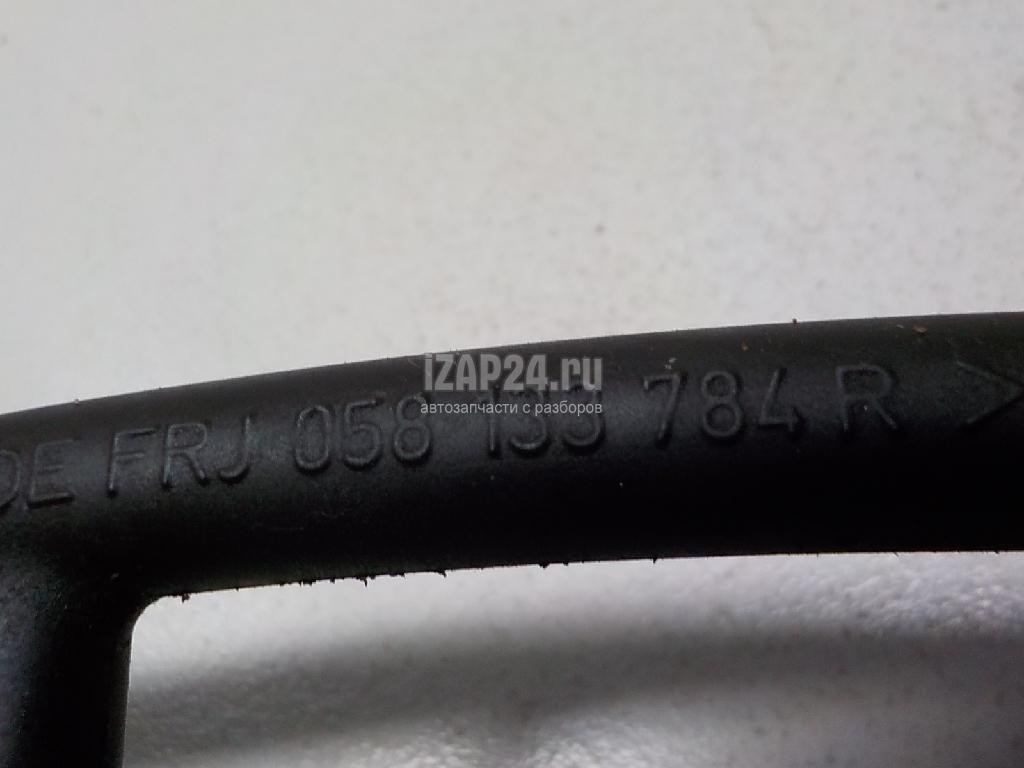 iZAP24.ru
автозапчасти с разборов
DE FRJ 058 133 784 R >